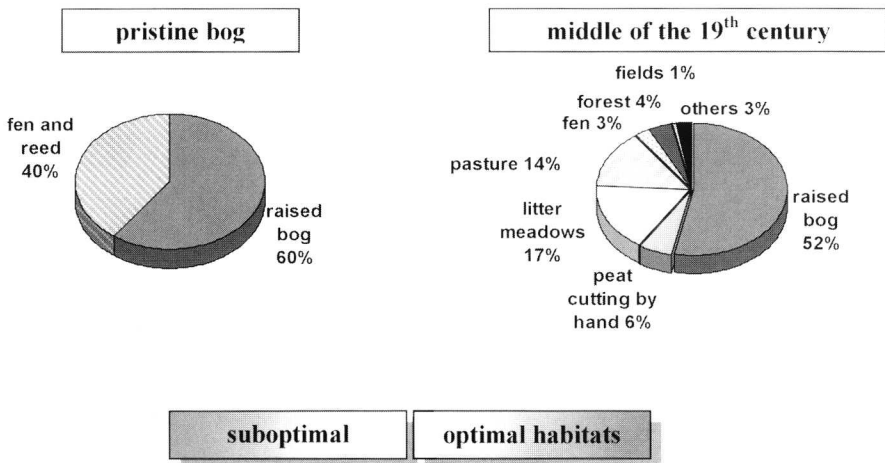 pristine bog
fen and
reed
40%
raised
bog
60%
middle of the 19th century
fields 1%
forest 4%
others 3%
fen 3%
pasture 14%
litter
meadows
17%
peat
cutting by
hand 6%
raised
bog
52%
suboptimal
optimal habitats